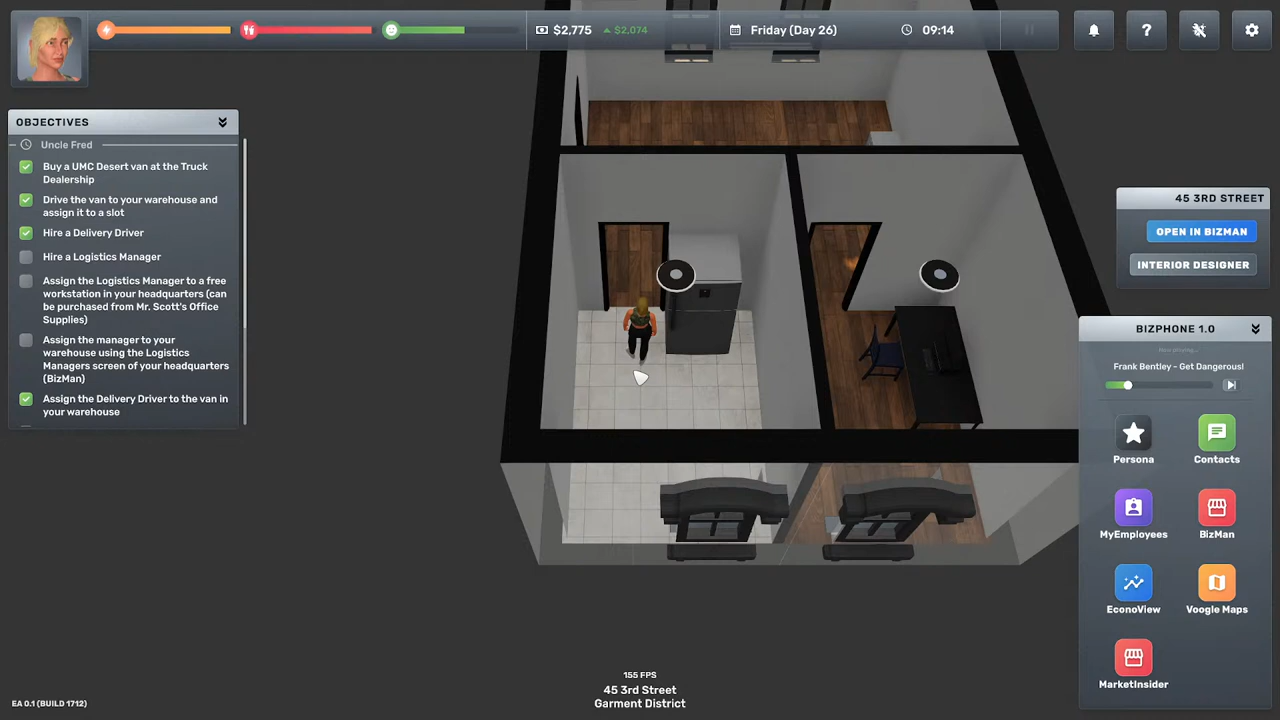 $2,775
$2,074
Friday (Day 26)
09:14
?
OBJECTIVES
Uncle Fred
Buy a UMC Desert van at the Truck
Dealership
Drive the van to your warehouse and
assign it to a slot
Hire a Delivery Driver
Hire a Logistics Manager
Assign the Logistics Manager to a free
workstation in your headquarters (can
be purchased from Mr. Scott's Office
Supplies)
Assign the manager to your
warehouse using the Logistics
Managers screen of your headquarters
(BizMan)
Assign the Delivery Driver to the van in
your warehouse
45 3RD STREET
OPEN IN BIZMAN
INTERIOR DESIGNER
BIZPHONE 1.0
Now playing...
Frank Bentley - Get Dangerous!
Persona
Contacts
MyEmployees
BizMan
EconoView
Voogle Maps
MarketInsider
155 FPS
45 3rd Street
Garment District
EA 0.1 (BUILD 1712)